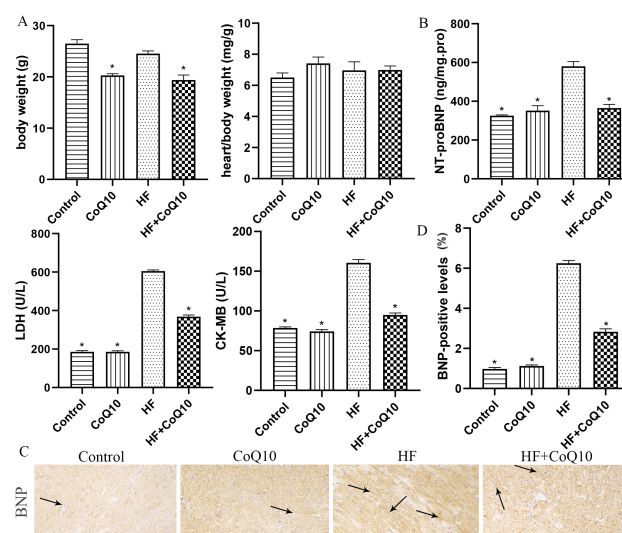 A
body weight (g)
30
20
10
0
*
*
Control
CoQ10
HF
HF+CoQ10
heart/body weight (mg/g)
10
8
6
4
2
0
Control
CoQ10
HF
HF+CoQ10
B
NT-proBNP (ng/mg.pro)
800
600
400
200
0
*
*
*
Control
CoQ10
HF
HF+CoQ10
LDH (U/L)
800
600
400
200
0
*
*
*
Control
CoQ10
HF
HF+CoQ10
CK-MB (U/L)
200
150
100
50
0
*
*
*
Control
CoQ10
HF
HF+CoQ10
D
BNP-positive levels (%)
8
6
4
2
0
*
*
*
Control
CoQ10
HF
HF+CoQ10
C
Control
CoQ10
HF
HF+CoQ10
BNP